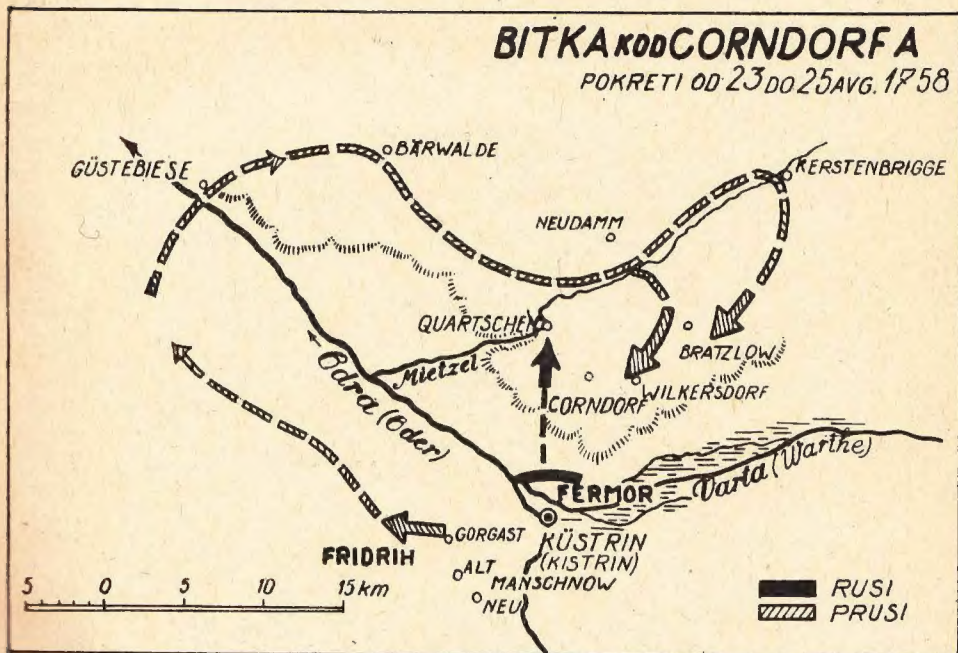 BITKA KOD CORNDORFA
POKRETI OD 23 DO 25 AVG. 1758
GÜSTEBIESE
BÄRWALDE
KERSTENBRIGGE
NEUDAMM
QUARTSCHEN
BRATZLOW
Mietzel
WILKERSDORF
CORNDORF
Odra (Oder)
Varta (Warthe)
FERMOR
GORGAST
KÜSTRIN
(KISTRIN)
FRIDRIH
ALT
MANSCHNOW
NEU
5 0 5 10 15 km
RUSI
PRUSI